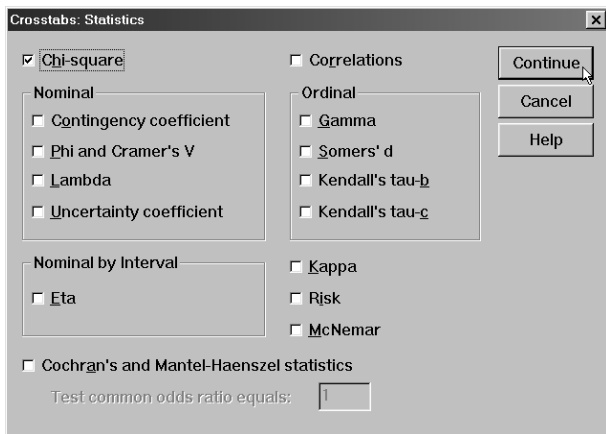 Crosstabs: Statistics
Chi-square
Correlations
Continue
Nominal
Ordinal
Cancel
Contingency coefficient
Gamma
Help
Phi and Cramer's V
Somers' d
Lambda
Kendall's tau-b
Uncertainty coefficient
Kendall's tau-c
Nominal by Interval
Kappa
Eta
Risk
McNemar
Cochran's and Mantel-Haenszel statistics
Test common odds ratio equals: 1